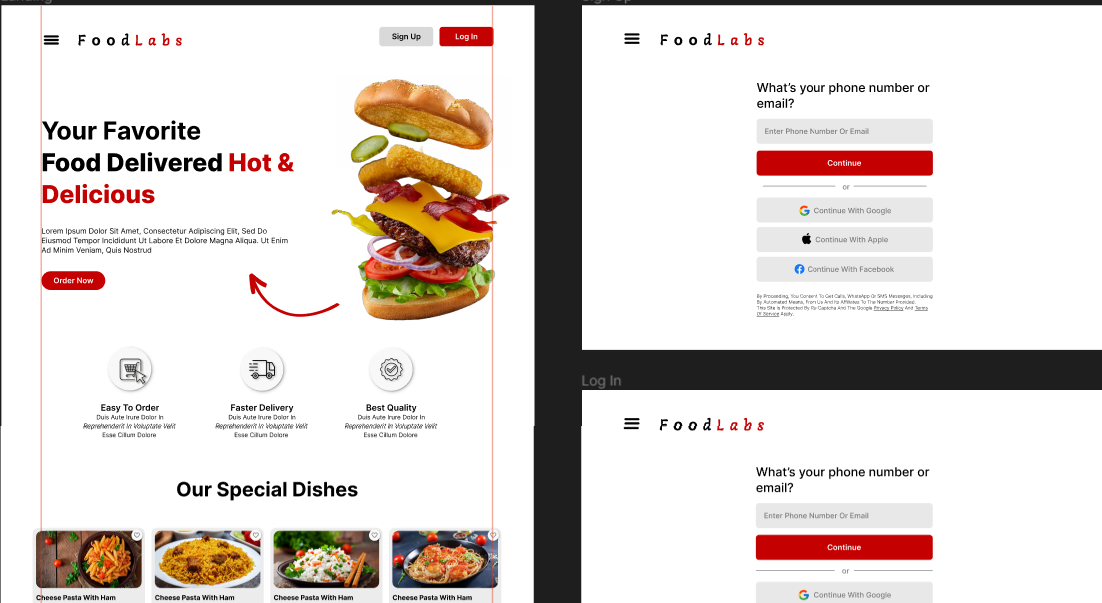 Landing
FoodLabs
Sign Up
Log In
Your Favorite
Food Delivered Hot &
Delicious
Lorem Ipsum Dolor Sit Amet, Consectetur Adipiscing Elit, Sed Do
Eiusmod Tempor Incididunt Ut Labore Et Dolore Magna Aliqua. Ut Enim
Ad Minim Veniam, Quis Nostrud
Order Now
Easy To Order
Duis Aute Irure Dolor In
Reprehenderit In Voluptate Velit
Esse Cillum Dolore
Faster Delivery
Duis Aute Irure Dolor In
Reprehenderit In Voluptate Velit
Esse Cillum Dolore
Best Quality
Duis Aute Irure Dolor In
Reprehenderit In Voluptate Velit
Esse Cillum Dolore
Our Special Dishes
Cheese Pasta With Ham
Cheese Pasta With Ham
Cheese Pasta With Ham
Cheese Pasta With Ham
Sign Up
FoodLabs
What's your phone number or
email?
Enter Phone Number Or Email
Continue
or
Continue With Google
Continue With Apple
Continue With Facebook
By Proceeding, You Consent To Get Calls, WhatsApp Or SMS Messages, Including
By Automated Means, From Us And Its Affiliates To The Number Provided.
This Site Is Protected By Re Captcha And The Google Privacy Policy And Terms
Of Service Apply.
Log In
FoodLabs
What's your phone number or
email?
Enter Phone Number Or Email
Continue
or
Continue With Google